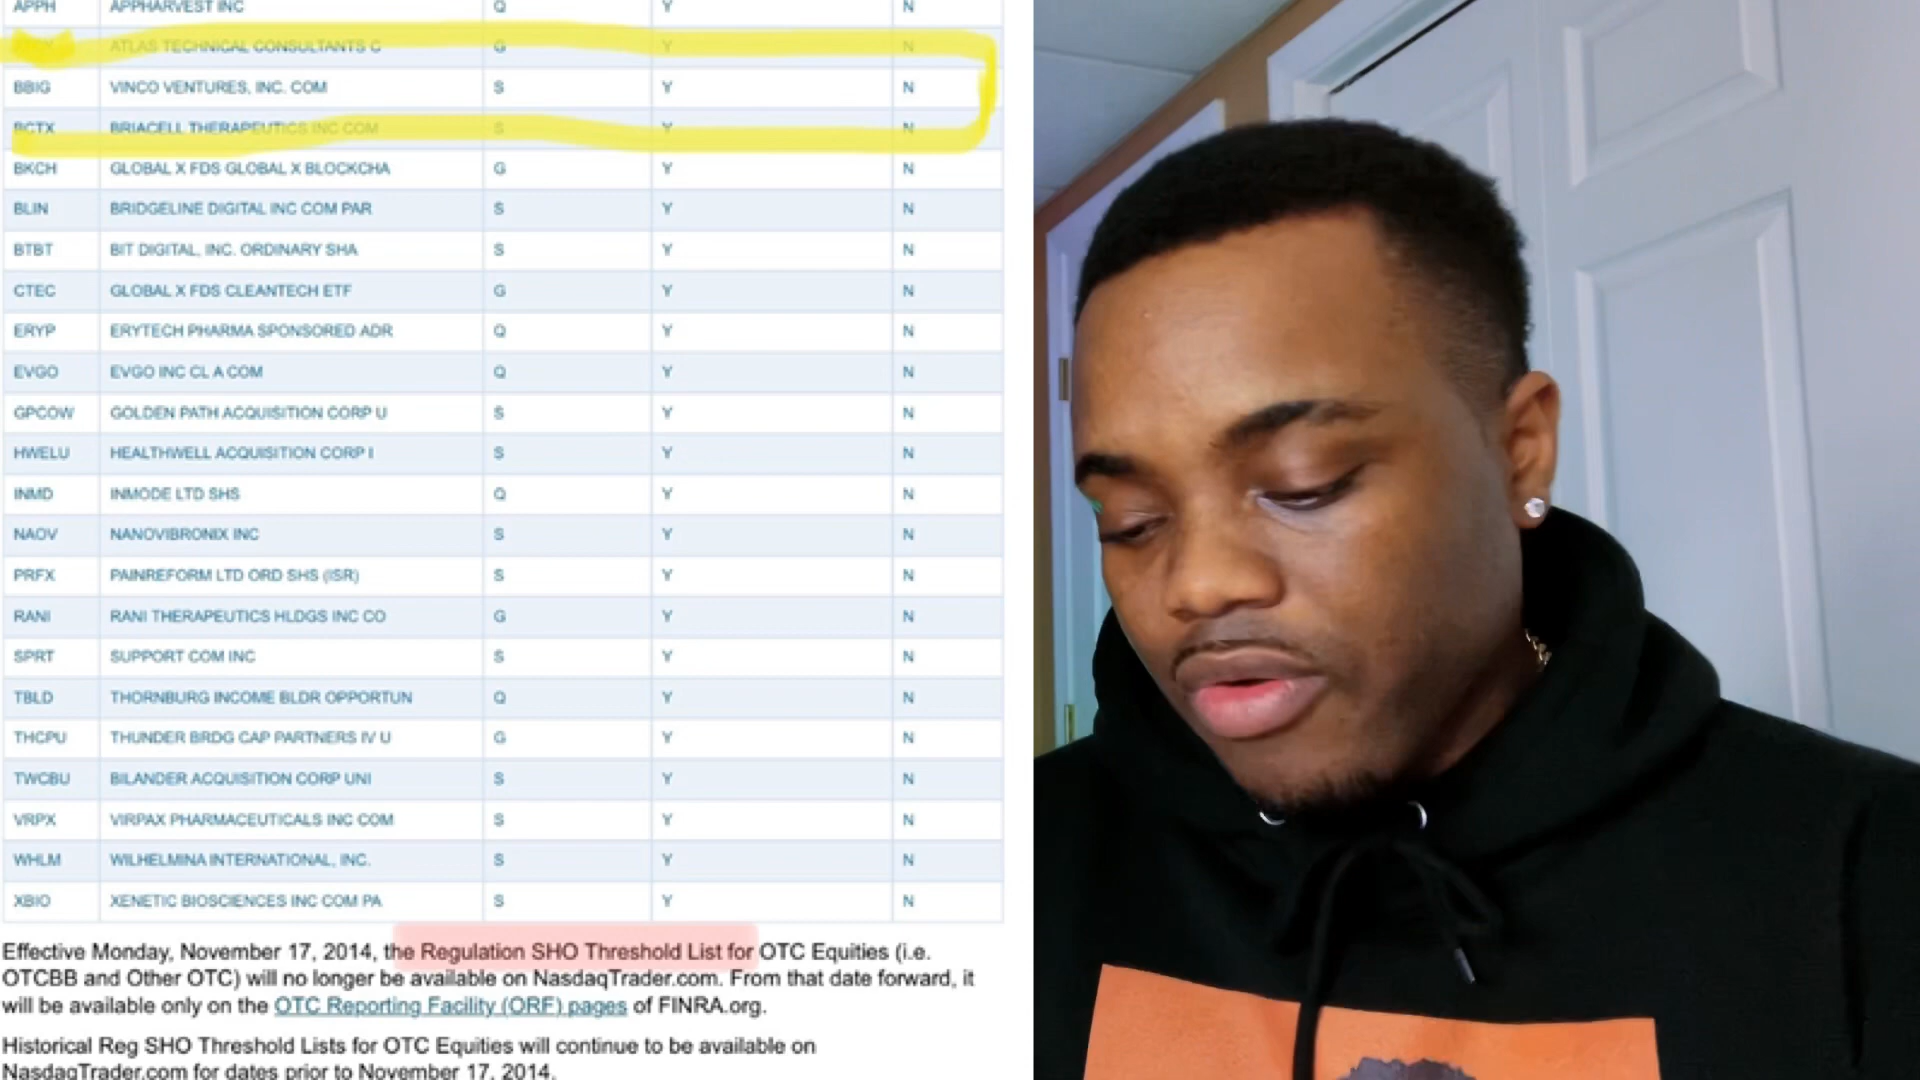 APPH APPHARVEST INC Q Y N
ATLAS TECHNICAL CONSULTANTS C G Y N
BBIG VINCO VENTURES, INC. COM S Y N
BCTX BRIACELL THERAPEUTICS INC COM S Y N
BKCH GLOBAL X FDS GLOBAL X BLOCKCHA G Y N
BLIN BRIDGELINE DIGITAL INC COM PAR S Y N
BTBT BIT DIGITAL, INC. ORDINARY SHA S Y N
CTEC GLOBAL X FDS CLEANTECH ETF G Y N
ERYP ERYTECH PHARMA SPONSORED ADR Q Y N
EVGO EVGO INC CL A COM Q Y N
GPCOW GOLDEN PATH ACQUISITION CORP U S Y N
HWELU HEALTHWELL ACQUISITION CORP I S Y N
INMD INMODE LTD SHS Q Y N
NAOV NANOVIBRONIX INC S Y N
PRFX PAINREFORM LTD ORD SHS (ISR) S Y N
RANI RANI THERAPEUTICS HLDGS INC CO G Y N
SPRT SUPPORT COM INC S Y N
TBLD THORNBURG INCOME BLDR OPPORTUN Q Y N
THCPU THUNDER BRDG CAP PARTNERS IV U G Y N
TWCBU BILANDER ACQUISITION CORP UNI S Y N
VRPX VIRPAX PHARMACEUTICALS INC COM S Y N
WHLM WILHELMINA INTERNATIONAL, INC. S Y N
XBIO XENETIC BIOSCIENCES INC COM PA S Y N
Effective Monday, November 17, 2014, the Regulation SHO Threshold List for OTC Equities (i.e.
OTCBB and Other OTC) will no longer be available on NasdaqTrader.com. From that date forward, it
will be available only on the OTC Reporting Facility (ORF) pages of FINRA.org.
Historical Reg SHO Threshold Lists for OTC Equities will continue to be available on
NasdaqTrader.com for dates prior to November 17, 2014.